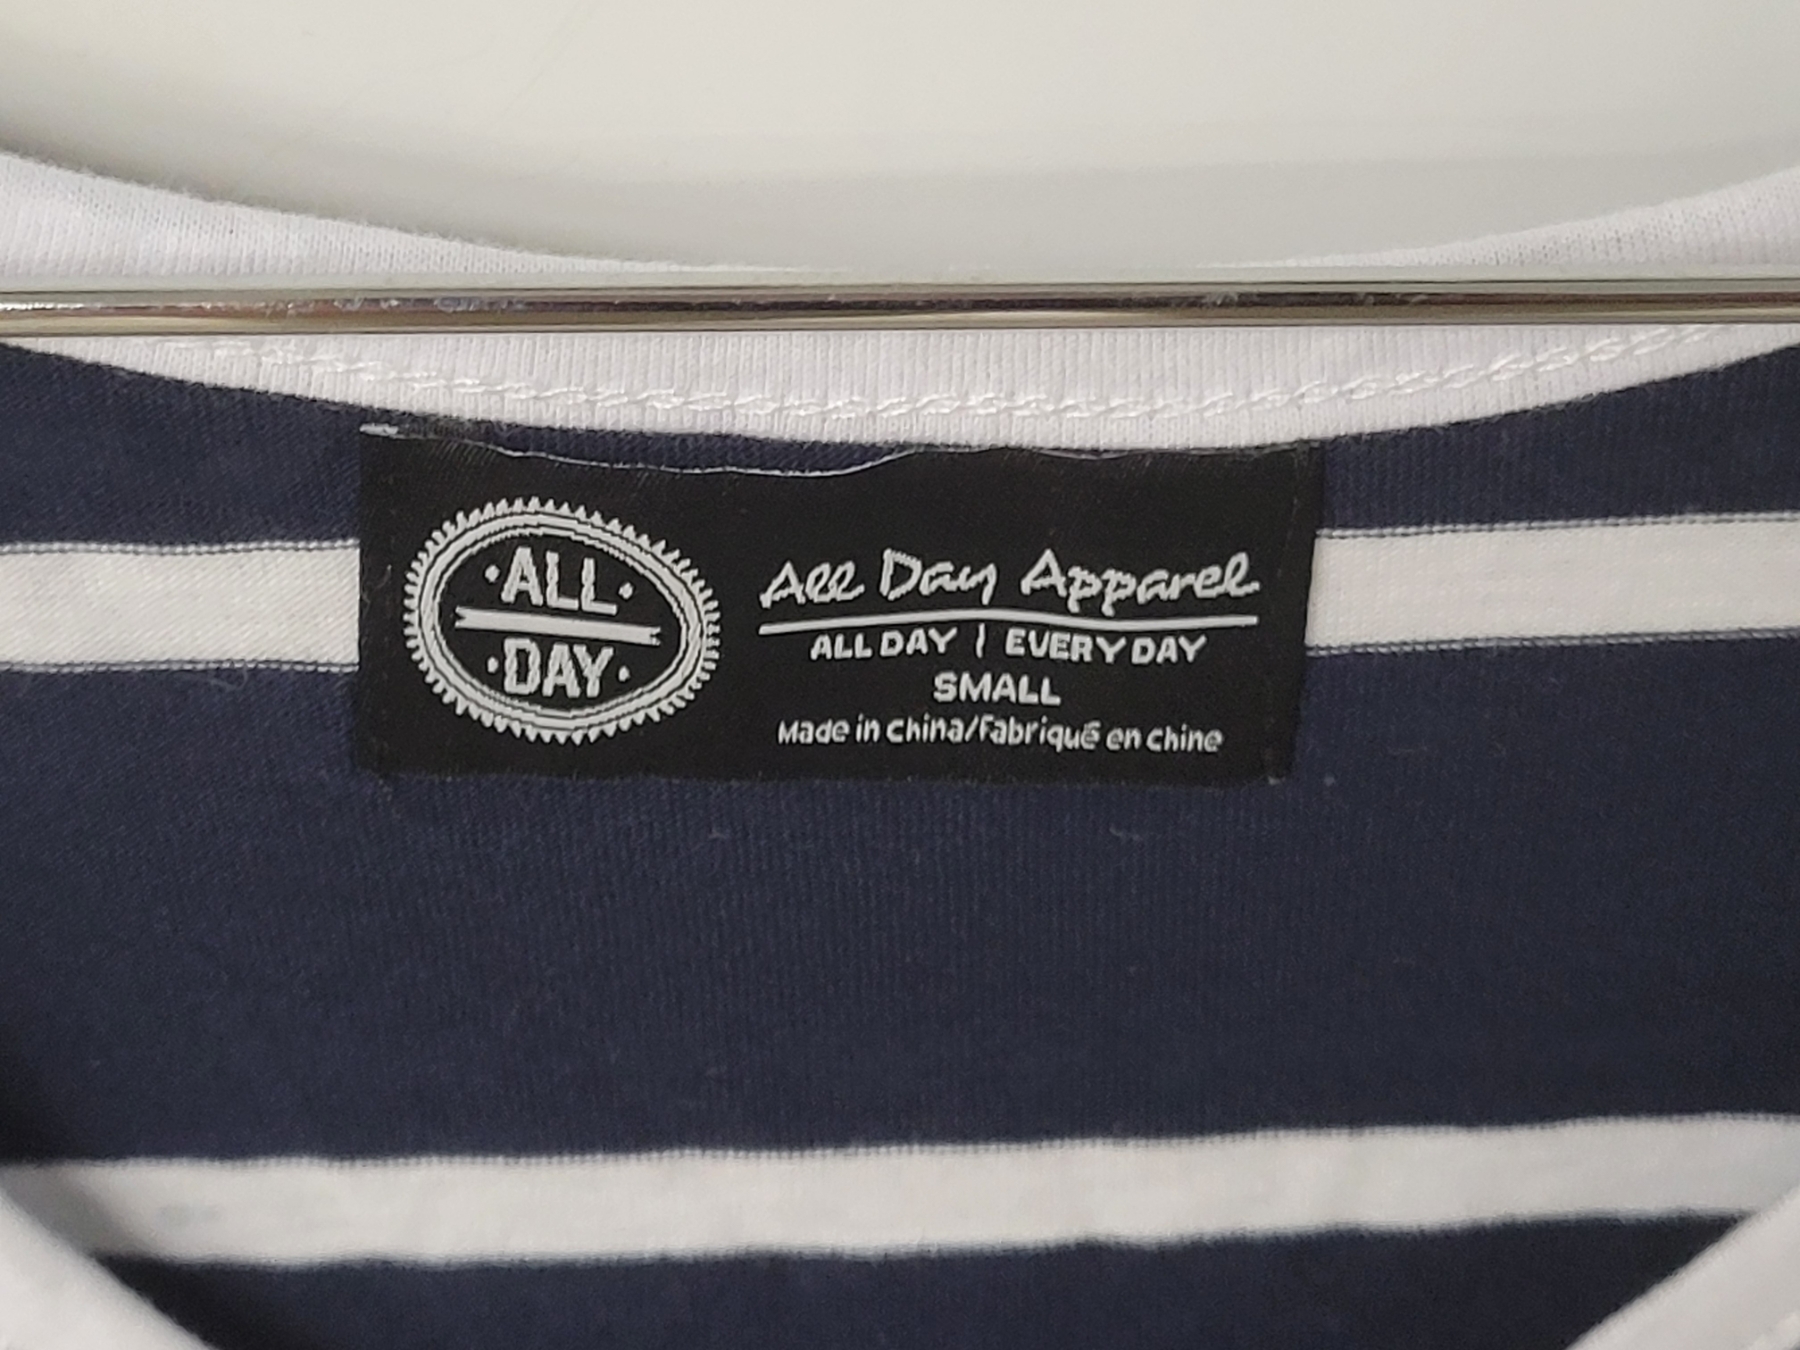 ALL
DAY
All Day Apparel
ALL DAY | EVERY DAY
SMALL
Made in China/Fabriqué en chine